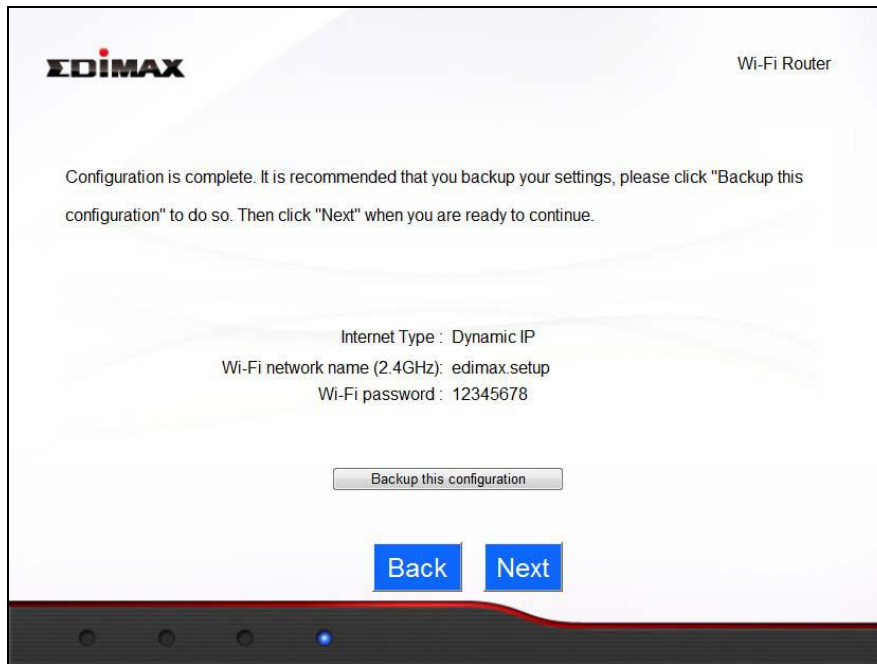 EDIMAX
Wi-Fi Router
Configuration is complete. It is recommended that you backup your settings, please click "Backup this
configuration" to do so. Then click "Next" when you are ready to continue.
Internet Type : Dynamic IP
Wi-Fi network name (2.4GHz): edimax.setup
Wi-Fi password : 12345678
Backup this configuration
Back Next